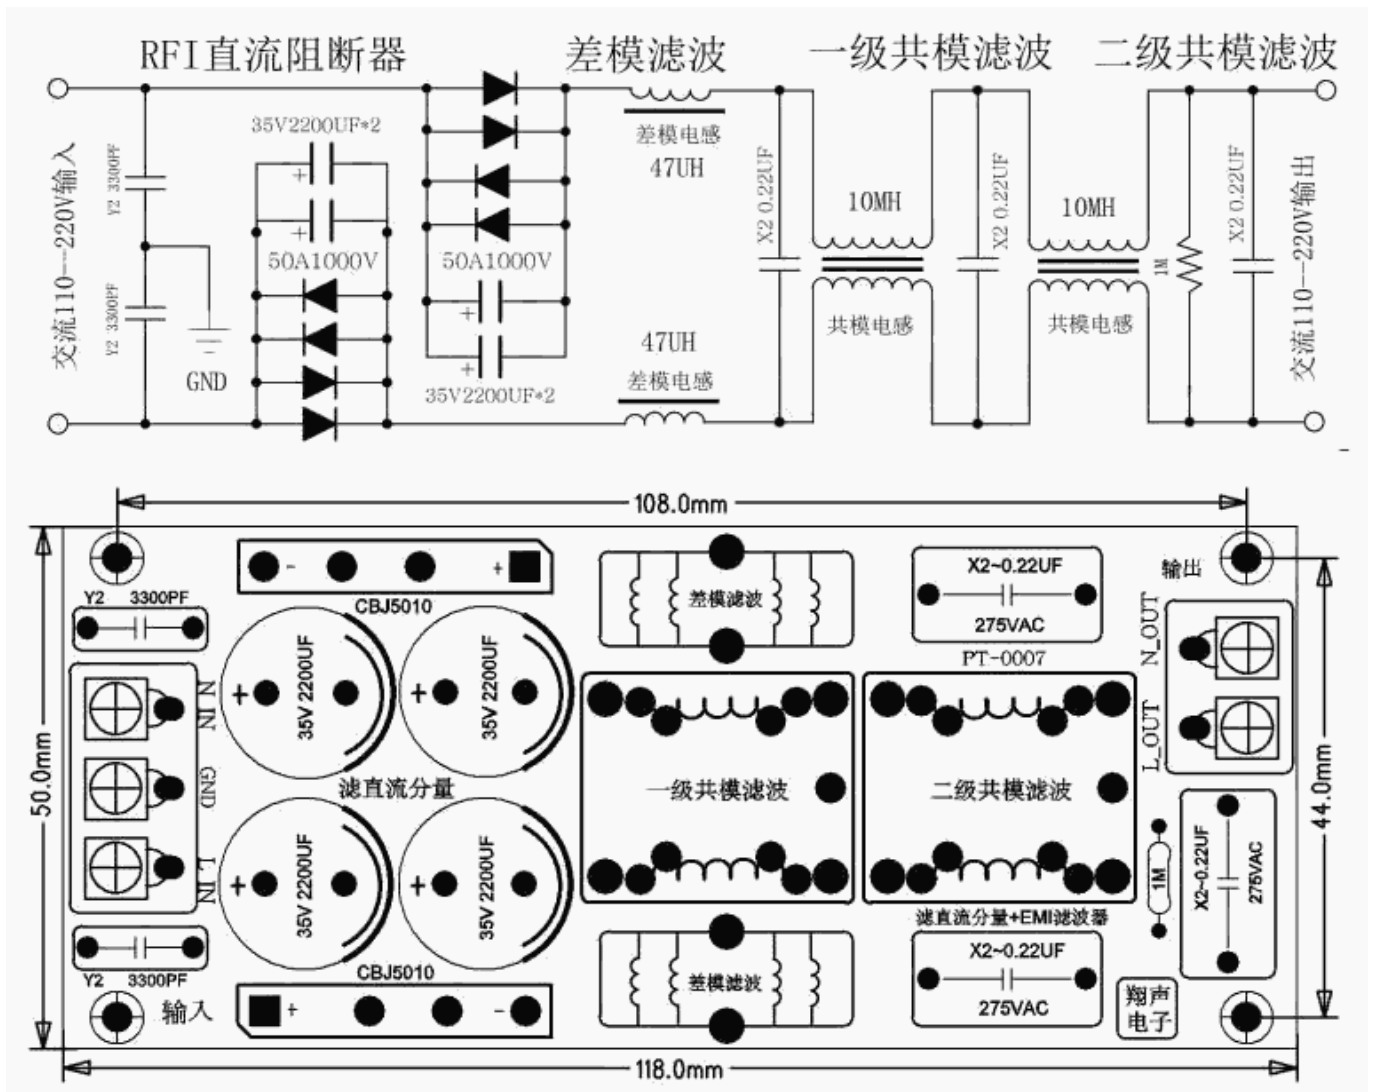 RFI直流阻断器
差模滤波
一级共模滤波
二级共模滤波
35V2200UF*2
差模电感
47UH
交流110--220V输入
Y2 3300PF
X2 0.22UF
10MH
X2 0.22UF
10MH
1M
X2 0.22UF
交流110--220V输出
50A1000V
50A1000V
Y2 3300PF
共模电感
共模电感
47UH
GND
差模电感
35V2200UF*2
108.0mm
Y2 3300PF
CBJ5010
差模滤波
X2~0.22UF
275VAC
PT-0007
输出
N_OUT
L_OUT
N_IN
GND
L_IN
35V 2200UF
35V 2200UF
滤直流分量
一级共模滤波
二级共模滤波
50.0mm
44.0mm
35V 2200UF
35V 2200UF
1M
X2~0.22UF
275VAC
滤直流分量+EMI滤波器
Y2 3300PF
CBJ5010
差模滤波
X2~0.22UF
275VAC
输入
翔声
电子
118.0mm